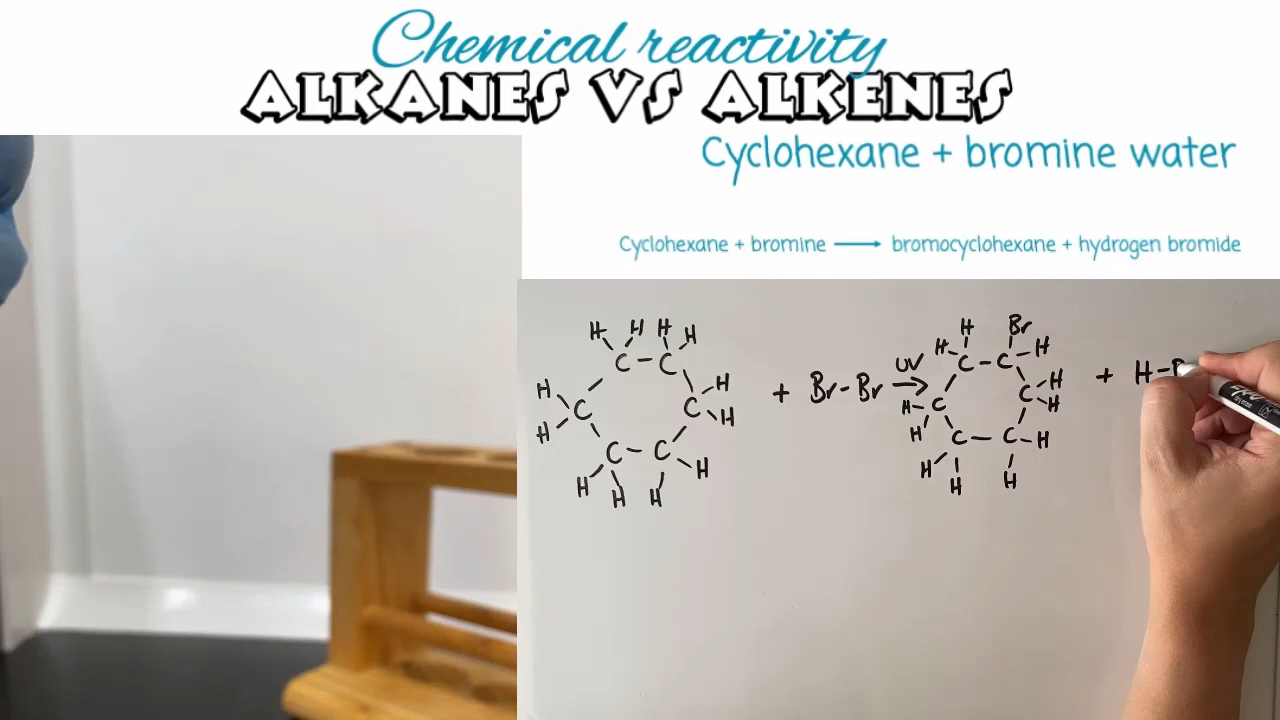 Chemical reactivity
ALKANES VS ALKENES
Cyclohexane + bromine water
Cyclohexane + bromine ⟶ bromocyclohexane + hydrogen bromide
H H H H H Br
H C - C H H C - C H
H C C H + Br - Br UV → C C H H + H -
H C - C H H H H C - C - H
H H H H H H